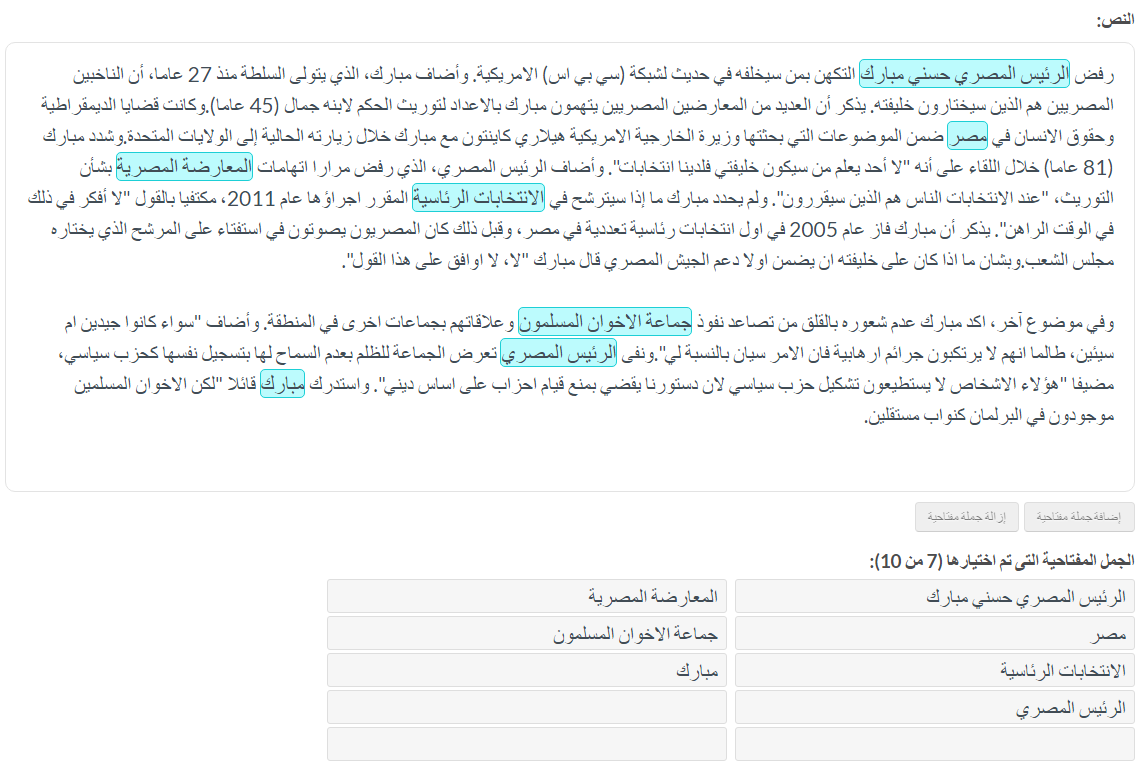 النص:
رفض الرئيس المصري حسني مبارك التكهن بمن سيخلفه في حديث لشبكة (سي بي اس) الامريكية. وأضاف مبارك، الذي يتولى السلطة منذ 27 عاما، أن الناخبين
المصريين هم الذين سيختارون خليفته. يذكر أن العديد من المعارضين المصريين يتهمون مبارك بالاعداد لتوريث الحكم لابنه جمال (45 عاما).وكانت قضايا الديمقراطية
وحقوق الانسان في مصر ضمن الموضوعات التي بحثتها وزيرة الخارجية الامريكية هيلاري كلينتون مع مبارك خلال زيارته الحالية إلى الولايات المتحدة.وشدد مبارك
(81 عاما) خلال اللقاء على أنه "لا أحد يعلم من سيكون خليفتي فلدينا انتخابات". وأضاف الرئيس المصري، الذي رفض مرارا اتهامات المعارضة المصرية بشأن
التوريث، "عند الانتخابات الناس هم الذين سيقررون". ولم يحدد مبارك ما إذا سيترشح في الانتخابات الرئاسية المقرر اجراؤها عام 2011، مكتفيا بالقول "لا أفكر في ذلك
في الوقت الراهن". يذكر أن مبارك فاز عام 2005 في اول انتخابات رئاسية تعددية في مصر، وقبل ذلك كان المصريون يصوتون في استفتاء على المرشح الذي يختاره
مجلس الشعب.وبشان ما اذا كان على خليفته ان يضمن اولا دعم الجيش المصري قال مبارك "لا، لا اوافق على هذا القول".
وفي موضوع آخر، اكد مبارك عدم شعوره بالقلق من تصاعد نفوذ جماعة الاخوان المسلمون وعلاقاتهم بجماعات اخرى في المنطقة. وأضاف "سواء كانوا جيدين ام
سيئين، طالما انهم لا يرتكبون جرائم ارهابية فان الامر سيان بالنسبة لي".ونفى الرئيس المصري تعرض الجماعة للظلم بعدم السماح لها بتسجيل نفسها كحزب سياسي،
مضيفا "هؤلاء الاشخاص لا يستطيعون تشكيل حزب سياسي لان دستورنا يقضي بمنع قيام احزاب على اساس ديني". واستدرك مبارك قائلا "لكن الاخوان المسلمين
موجودون في البرلمان كنواب مستقلين.
إضافة جملة مفتاحية إزالة جملة مفتاحية
الجمل المفتاحية التى تم اختيارها (7 من 10):
الرئيس المصري حسني مبارك المعارضة المصرية
مصر جماعة الاخوان المسلمون
الانتخابات الرئاسية مبارك
الرئيس المصري